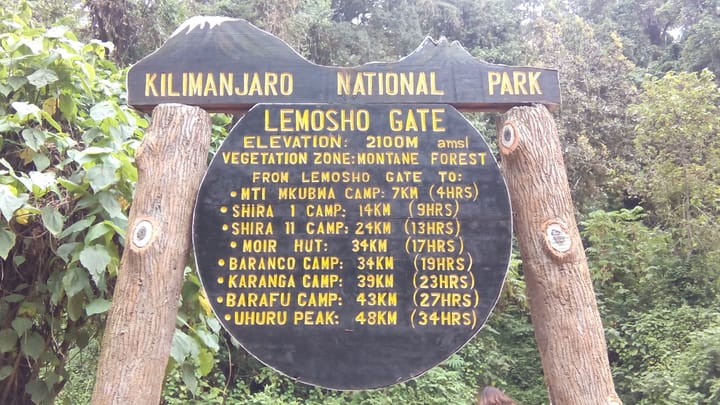 KILIMANJARO NATIONAL PARK
LEMOSHO GATE
ELEVATION: 2100M amsl
VEGETATION ZONE:MONTANE FOREST
FROM LEMOSHO GATE TO:
• MTI MKUBWA CAMP: 7KM (4HRS)
• SHIRA 1 CAMP: 14KM (9HRS)
• SHIRA 11 CAMP: 24KM (13HRS)
• MOIR HUT: 34KM (17HRS)
• BARANCO CAMP: 34KM (19HRS)
• KARANGA CAMP: 39KM (23HRS)
• BARAFU CAMP: 43KM (27HRS)
• UHURU PEAK: 48KM (34HRS)